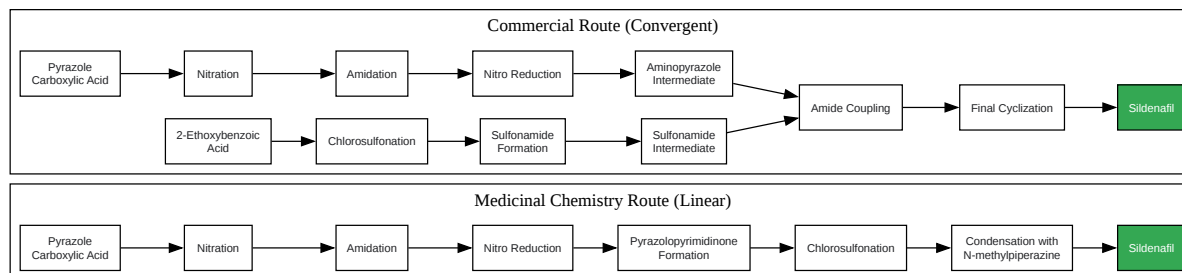 Commercial Route (Convergent)
Pyrazole
Carboxylic Acid
Nitration
Amidation
Nitro Reduction
Aminopyrazole
Intermediate
2-Ethoxybenzoic
Acid
Chlorosulfonation
Sulfonamide
Formation
Sulfonamide
Intermediate
Amide Coupling
Final Cyclization
Sildenafil
Medicinal Chemistry Route (Linear)
Pyrazole
Carboxylic Acid
Nitration
Amidation
Nitro Reduction
Pyrazolopyrimidinone
Formation
Chlorosulfonation
Condensation with
N-methylpiperazine
Sildenafil